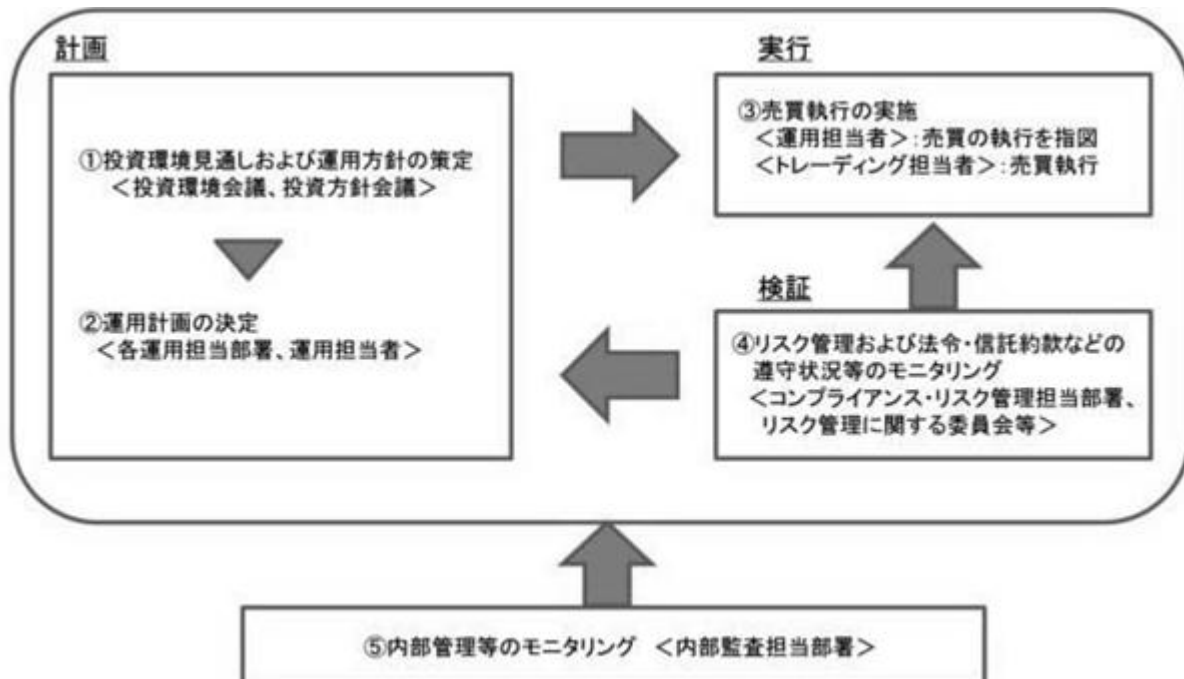 計画
①投資環境見通しおよび運用方針の策定
＜投資環境会議、投資方針会議＞
②運用計画の決定
＜各運用担当部署、運用担当者＞
実行
③売買執行の実施
＜運用担当者＞：売買の執行を指図
＜トレーディング担当者＞：売買執行
検証
④リスク管理および法令・信託約款などの
遵守状況等のモニタリング
＜コンプライアンス・リスク管理担当部署、
リスク管理に関する委員会等＞
⑤内部管理等のモニタリング　＜内部監査担当部署＞